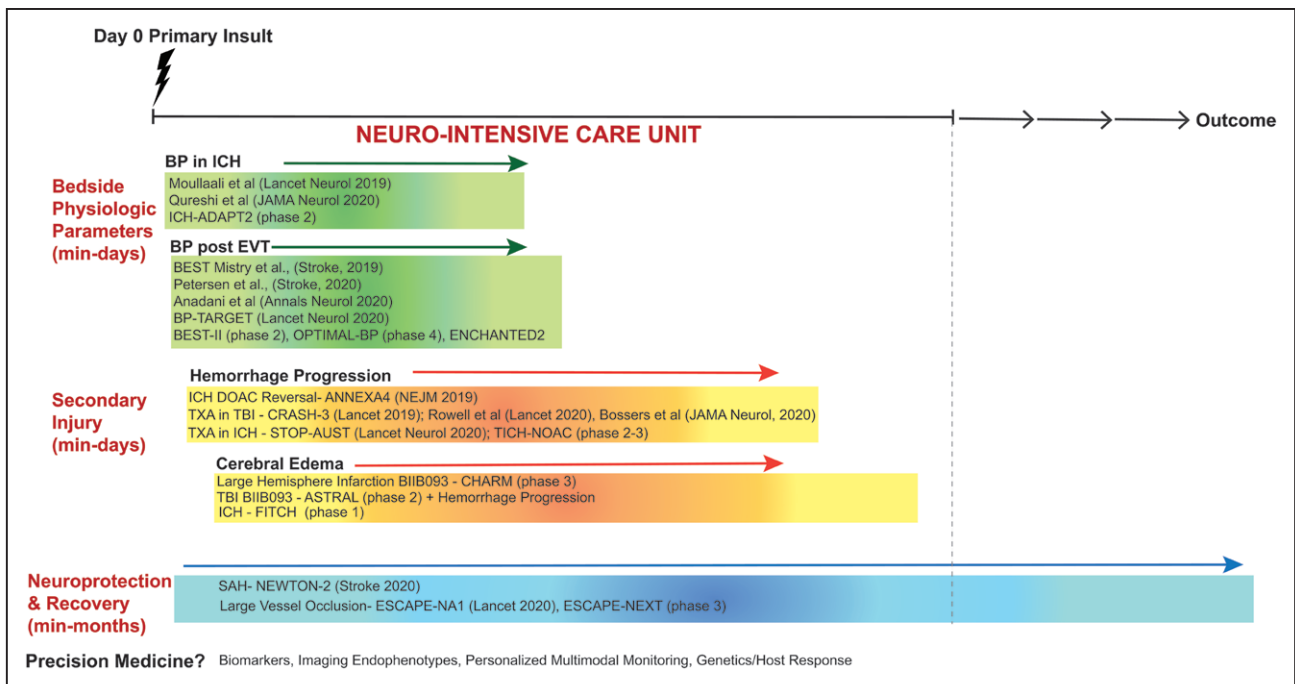 Day 0 Primary Insult
NEURO-INTENSIVE CARE UNIT
Outcome
Bedside
Physiologic
Parameters
(min-days)
BP in ICH
Moullaali et al (Lancet Neurol 2019)
Qureshi et al (JAMA Neurol 2020)
ICH-ADAPT2 (phase 2)
BP post EVT
BEST Mistry et al., (Stroke, 2019)
Petersen et al., (Stroke, 2020)
Anadani et al (Annals Neurol 2020)
BP-TARGET (Lancet Neurol 2020)
BEST-II (phase 2), OPTIMAL-BP (phase 4), ENCHANTED2
Secondary
Injury
(min-days)
Hemorrhage Progression
ICH DOAC Reversal- ANNEXA4 (NEJM 2019)
TXA in TBI - CRASH-3 (Lancet 2019); Rowell et al (Lancet 2020), Bossers et al (JAMA Neurol, 2020)
TXA in ICH - STOP-AUST (Lancet Neurol 2020); TICH-NOAC (phase 2-3)
Cerebral Edema
Large Hemisphere Infarction BIIB093 - CHARM (phase 3)
TBI BIIB093 - ASTRAL (phase 2) + Hemorrhage Progression
ICH - FITCH (phase 1)
Neuroprotection
& Recovery
(min-months)
SAH- NEWTON-2 (Stroke 2020)
Large Vessel Occlusion- ESCAPE-NA1 (Lancet 2020), ESCAPE-NEXT (phase 3)
Precision Medicine? Biomarkers, Imaging Endophenotypes, Personalized Multimodal Monitoring, Genetics/Host Response